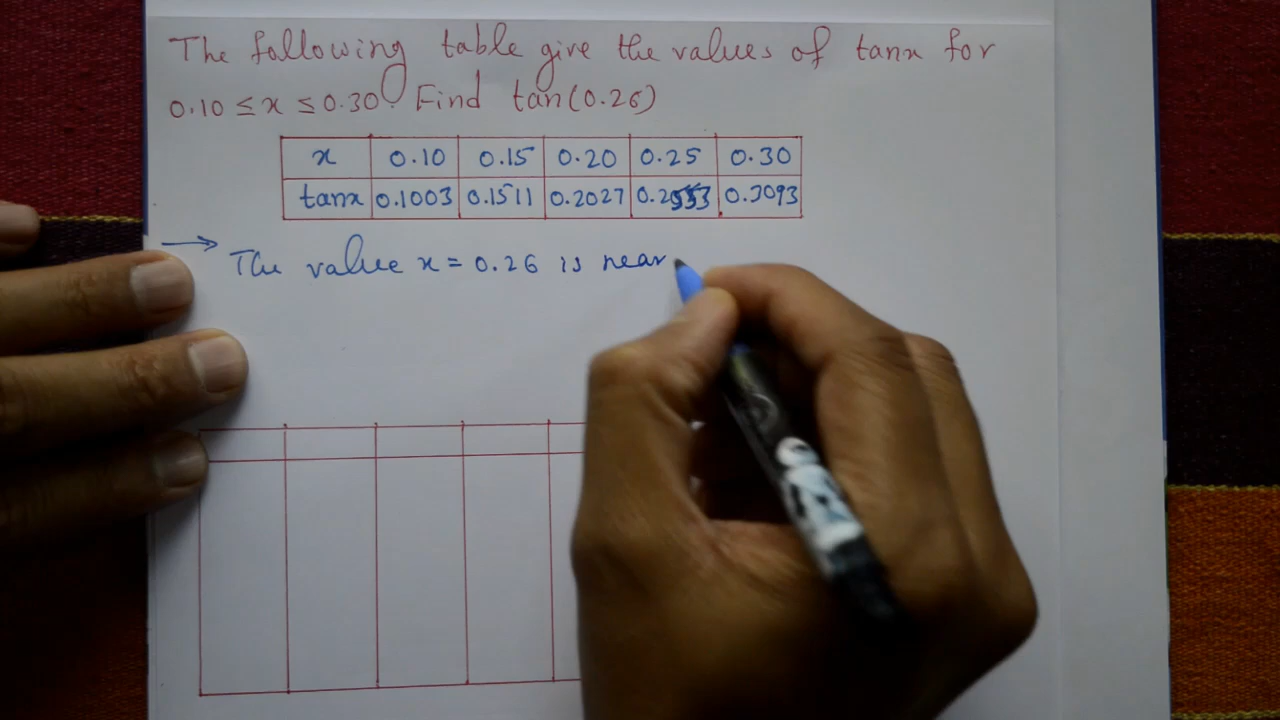 The following table give the values of tanx for
0.10 ≤ x ≤ 0.30. Find tan(0.26)
x 0.10 0.15 0.20 0.25 0.30
tanx 0.1003 0.1511 0.2027 0.2553 0.3093
→ The value x = 0.26 is near